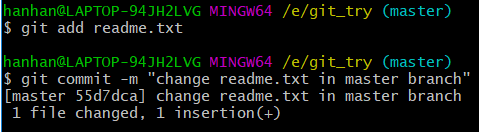 hanhan@LAPTOP-94JH2LVG MINGW64 /e/git_try (master)
$ git add readme.txt
hanhan@LAPTOP-94JH2LVG MINGW64 /e/git_try (master)
$ git commit -m "change readme.txt in master branch"
[master 55d7dca] change readme.txt in master branch
 1 file changed, 1 insertion(+)